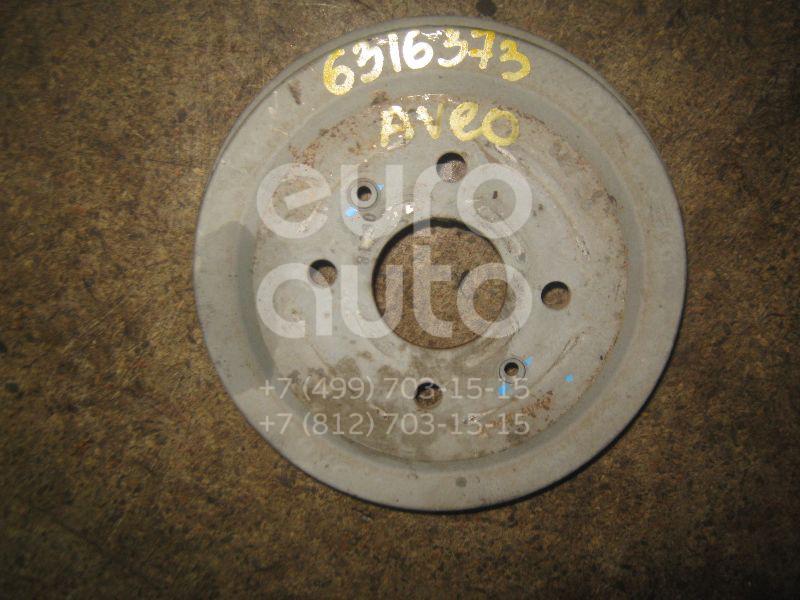 6316373
Aveo
euro
auto
+7 (499) 703-15-15
+7 (812) 703-15-15